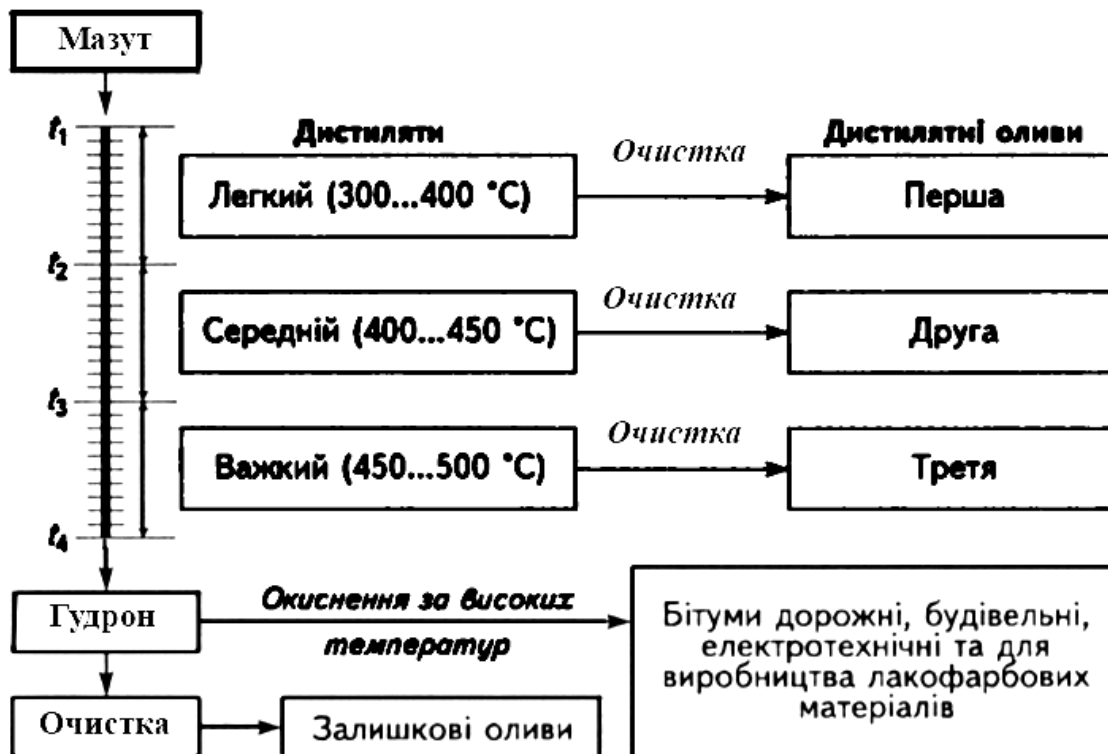 Мазут
t1
Дистиляти
Очистка
Дистилятні оливи
Легкий (300...400 °C)
Перша
t2
Очистка
Середній (400...450 °C)
Друга
t3
Очистка
Важкий (450...500 °C)
Третя
t4
Гудрон
Окиснення за високих
температур
Бітуми дорожні, будівельні,
електротехнічні та для
виробництва лакофарбових
матеріалів
Очистка
Залишкові оливи